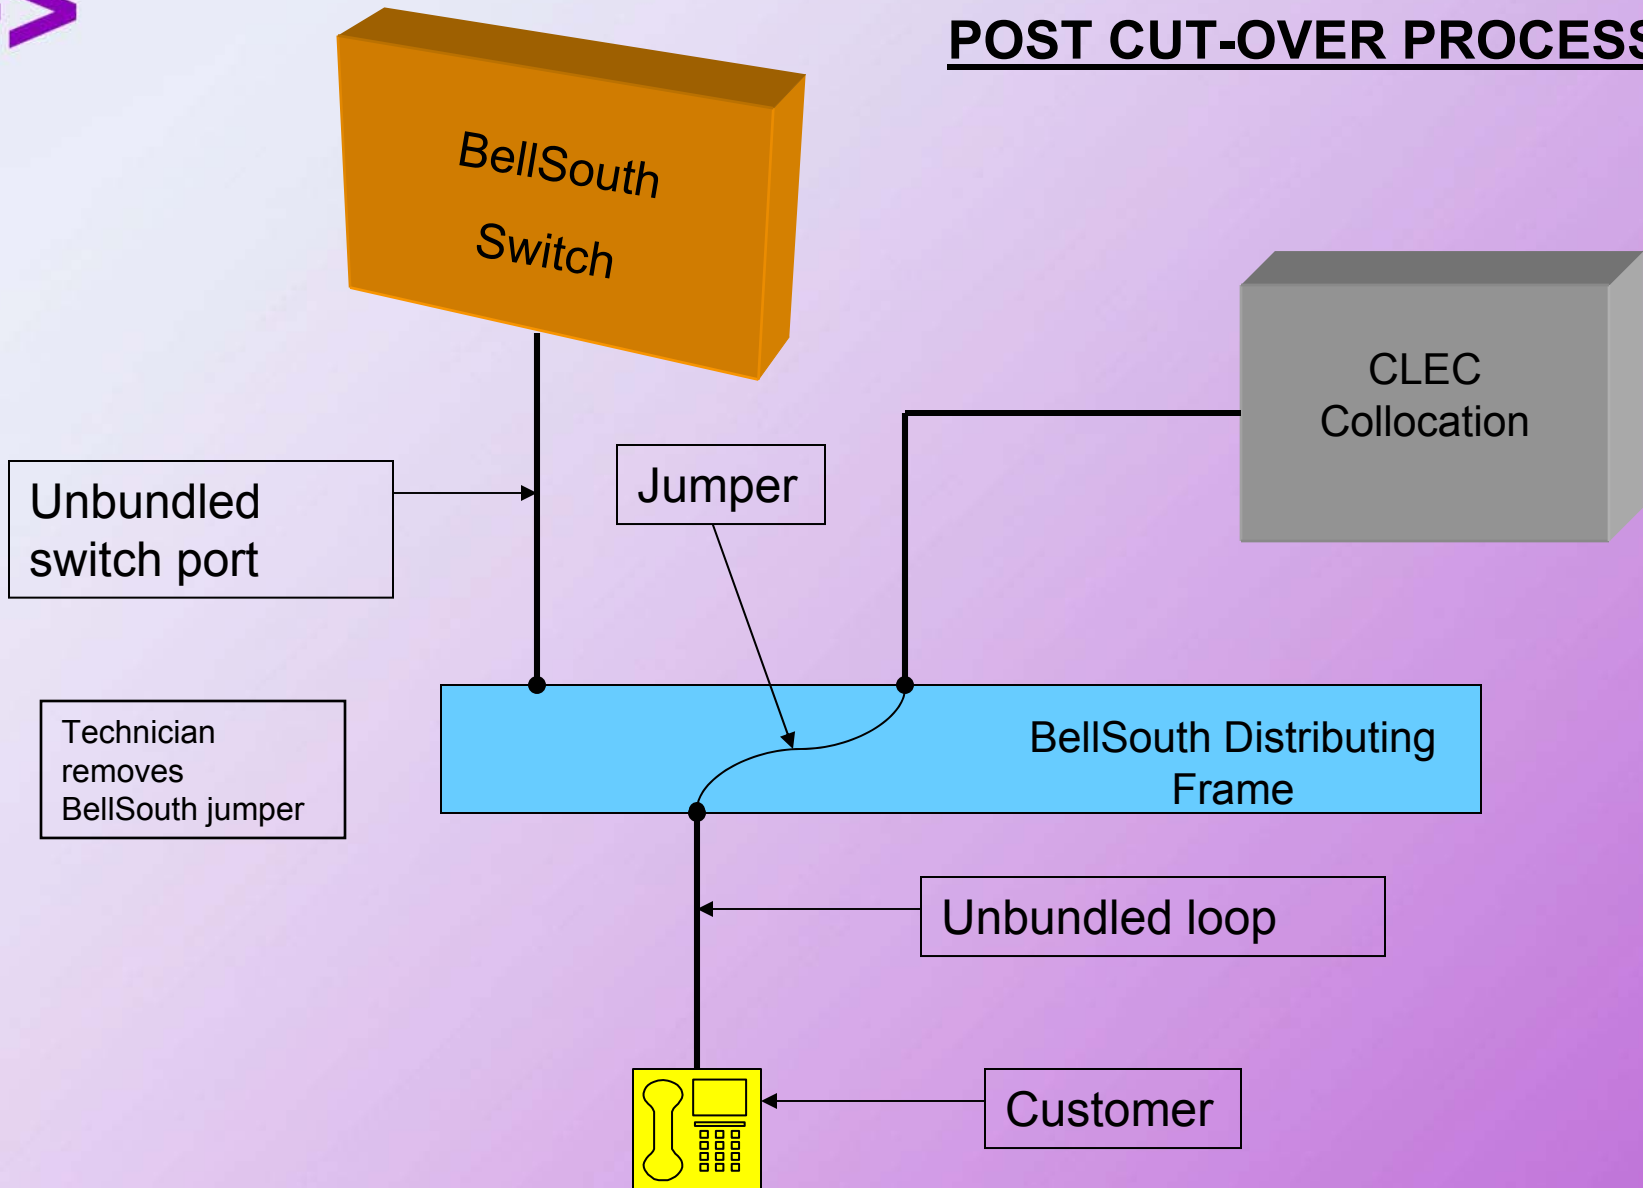 POST CUT-OVER PROCESS
BellSouth
Switch
CLEC
Collocation
Unbundled
switch port
Jumper
Technician
removes
BellSouth jumper
BellSouth Distributing
Frame
Unbundled loop
Customer